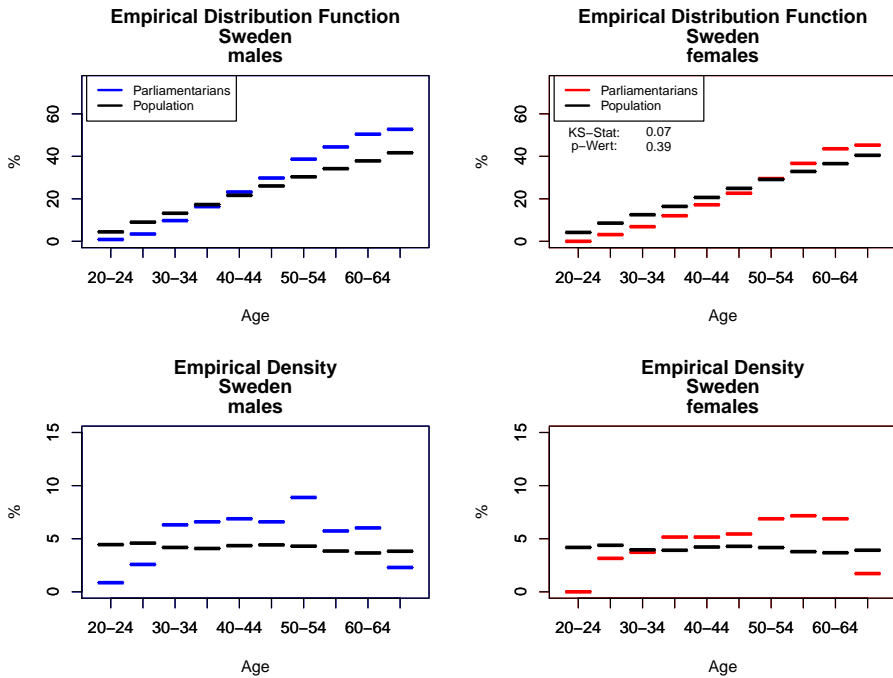 Empirical Distribution Function
Sweden
males
Parliamentarians
Population
%
60
40
20
0
20−24
30−34
40−44
50−54
60−64
Age
Empirical Distribution Function
Sweden
females
Parliamentarians
Population
KS−Stat: 0.07
p−Wert: 0.39
%
60
40
20
0
20−24
30−34
40−44
50−54
60−64
Age
Empirical Density
Sweden
males
%
15
10
5
0
20−24
30−34
40−44
50−54
60−64
Age
Empirical Density
Sweden
females
%
15
10
5
0
20−24
30−34
40−44
50−54
60−64
Age